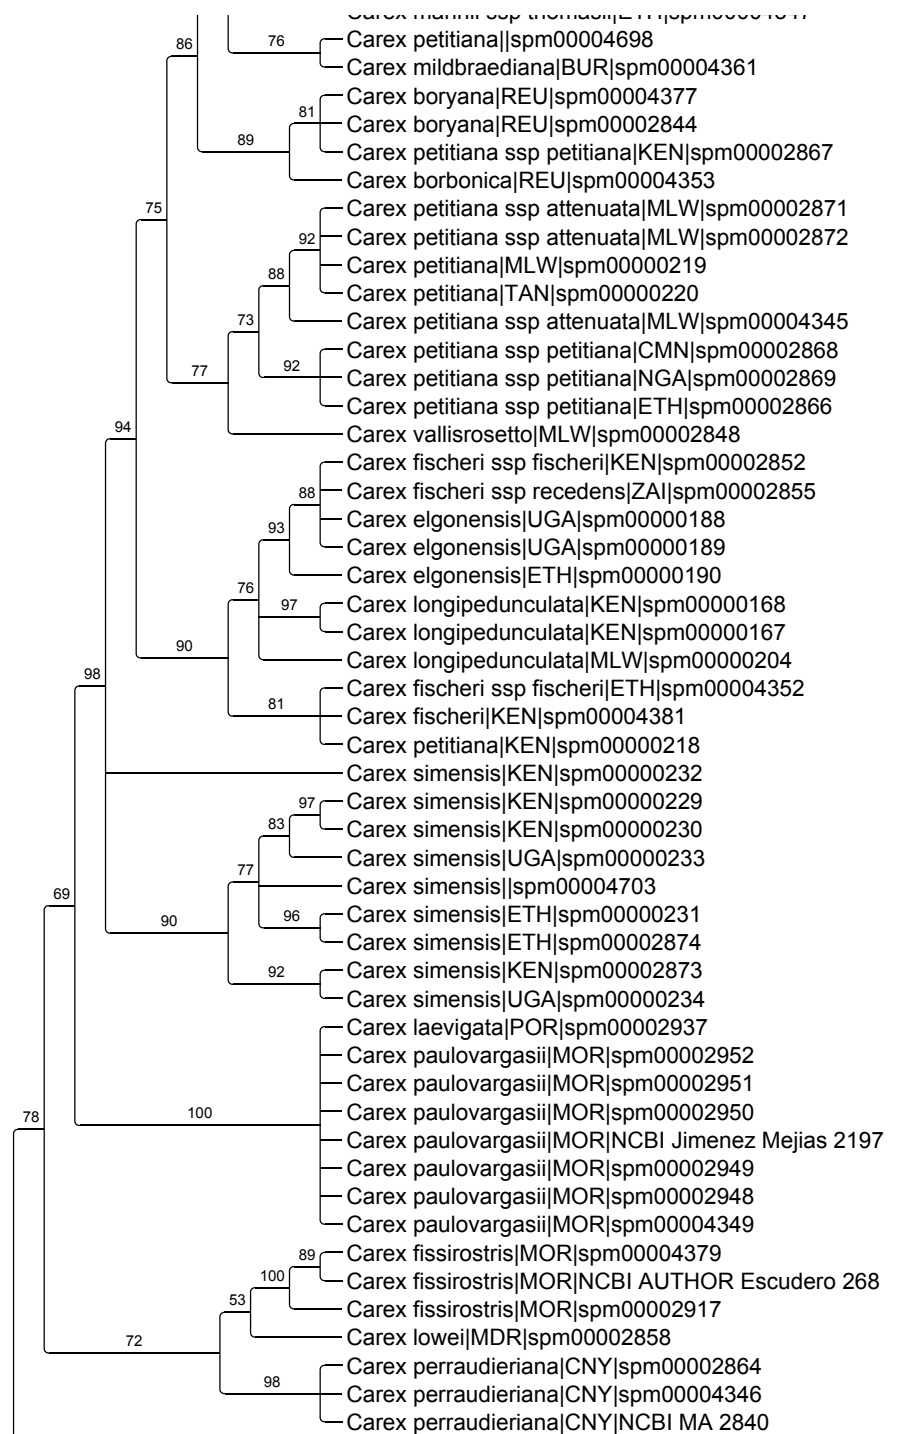 Carex petitiana||spm00004698
76
86
Carex mildbraediana|BUR|spm00004361
Carex boryana|REU|spm00004377
81
Carex boryana|REU|spm00002844
89
Carex petitiana ssp petitiana|KEN|spm00002867
Carex borbonica|REU|spm00004353
75
Carex petitiana ssp attenuata|MLW|spm00002871
92
Carex petitiana ssp attenuata|MLW|spm00002872
88
Carex petitiana|MLW|spm00000219
Carex petitiana|TAN|spm00000220
73
Carex petitiana ssp attenuata|MLW|spm00004345
Carex petitiana ssp petitiana|CMN|spm00002868
77
92
Carex petitiana ssp petitiana|NGA|spm00002869
Carex petitiana ssp petitiana|ETH|spm00002866
94
Carex vallisrosetto|MLW|spm00002848
Carex fischeri ssp fischeri|KEN|spm00002852
88
Carex fischeri ssp recedens|ZAI|spm00002855
Carex elgonensis|UGA|spm00000188
93
Carex elgonensis|UGA|spm00000189
Carex elgonensis|ETH|spm00000190
76
97
Carex longipedunculata|KEN|spm00000168
Carex longipedunculata|KEN|spm00000167
90
Carex longipedunculata|MLW|spm00000204
98
Carex fischeri ssp fischeri|ETH|spm00004352
81
Carex fischeri|KEN|spm00004381
Carex petitiana|KEN|spm00000218
Carex simensis|KEN|spm00000232
97
Carex simensis|KEN|spm00000229
83
Carex simensis|KEN|spm00000230
Carex simensis|UGA|spm00000233
77
Carex simensis||spm00004703
69
90
96
Carex simensis|ETH|spm00000231
Carex simensis|ETH|spm00002874
92
Carex simensis|KEN|spm00002873
Carex simensis|UGA|spm00000234
Carex laevigata|POR|spm00002937
Carex paulovargasii|MOR|spm00002952
Carex paulovargasii|MOR|spm00002951
78
100
Carex paulovargasii|MOR|spm00002950
Carex paulovargasii|MOR|NCBI Jimenez Mejias 2197
Carex paulovargasii|MOR|spm00002949
Carex paulovargasii|MOR|spm00002948
Carex paulovargasii|MOR|spm00004349
89
Carex fissirostris|MOR|spm00004379
100
Carex fissirostris|MOR|NCBI AUTHOR Escudero 268
53
Carex fissirostris|MOR|spm00002917
72
Carex lowei|MDR|spm00002858
Carex perraudieriana|CNY|spm00002864
98
Carex perraudieriana|CNY|spm00004346
Carex perraudieriana|CNY|NCBI MA 2840